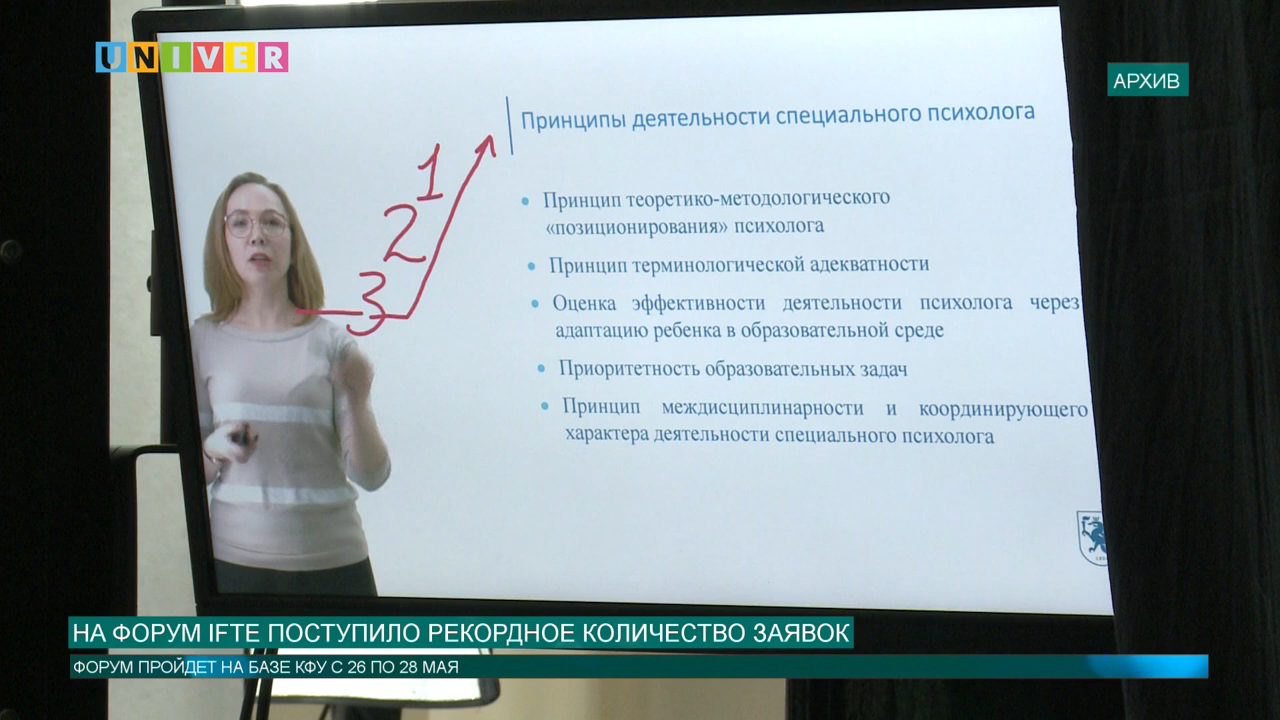 UNIVER
АРХИВ
Принципы деятельности специального психолога
1
2
3
Принцип теоретико-методологического
«позиционирования» психолога
Принцип терминологической адекватности
Оценка эффективности деятельности психолога через
адаптацию ребенка в образовательной среде
Приоритетность образовательных задач
Принцип междисциплинарности и координирующего
характера деятельности специального психолога
НА ФОРУМ IFTE ПОСТУПИЛО РЕКОРДНОЕ КОЛИЧЕСТВО ЗАЯВОК
ФОРУМ ПРОЙДЕТ НА БАЗЕ КФУ С 26 ПО 28 МАЯ